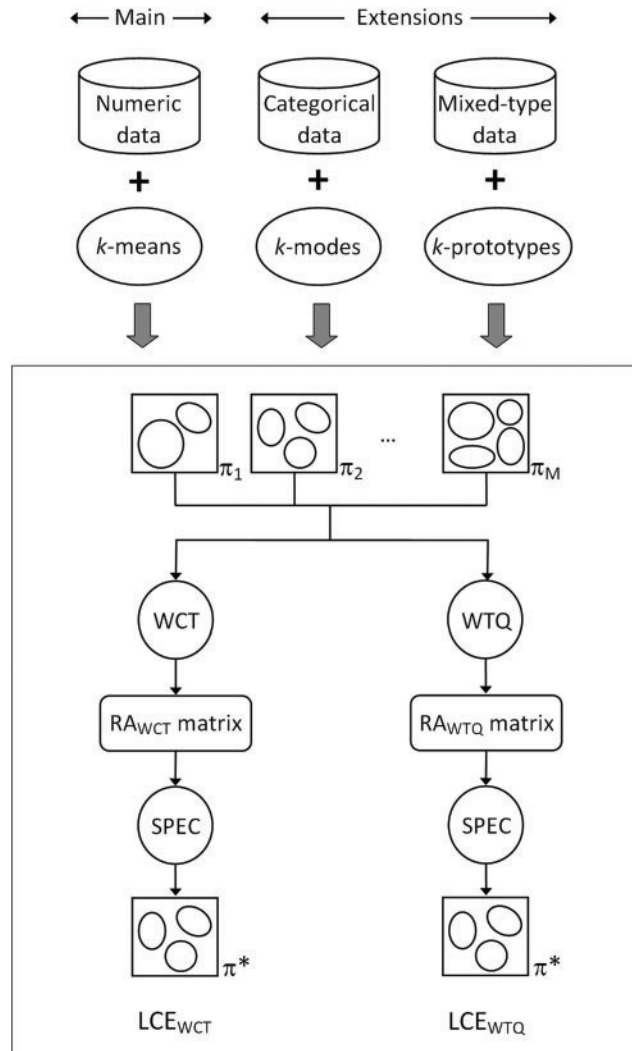 Main Extensions
Numeric data
Categorical data
Mixed-type data
+ + +
k-means k-modes k-prototypes
π1 π2 ... πM
WCT WTQ
RAWCT matrix RAWTQ matrix
SPEC SPEC
π* π*
LCEWCT LCEWTQ